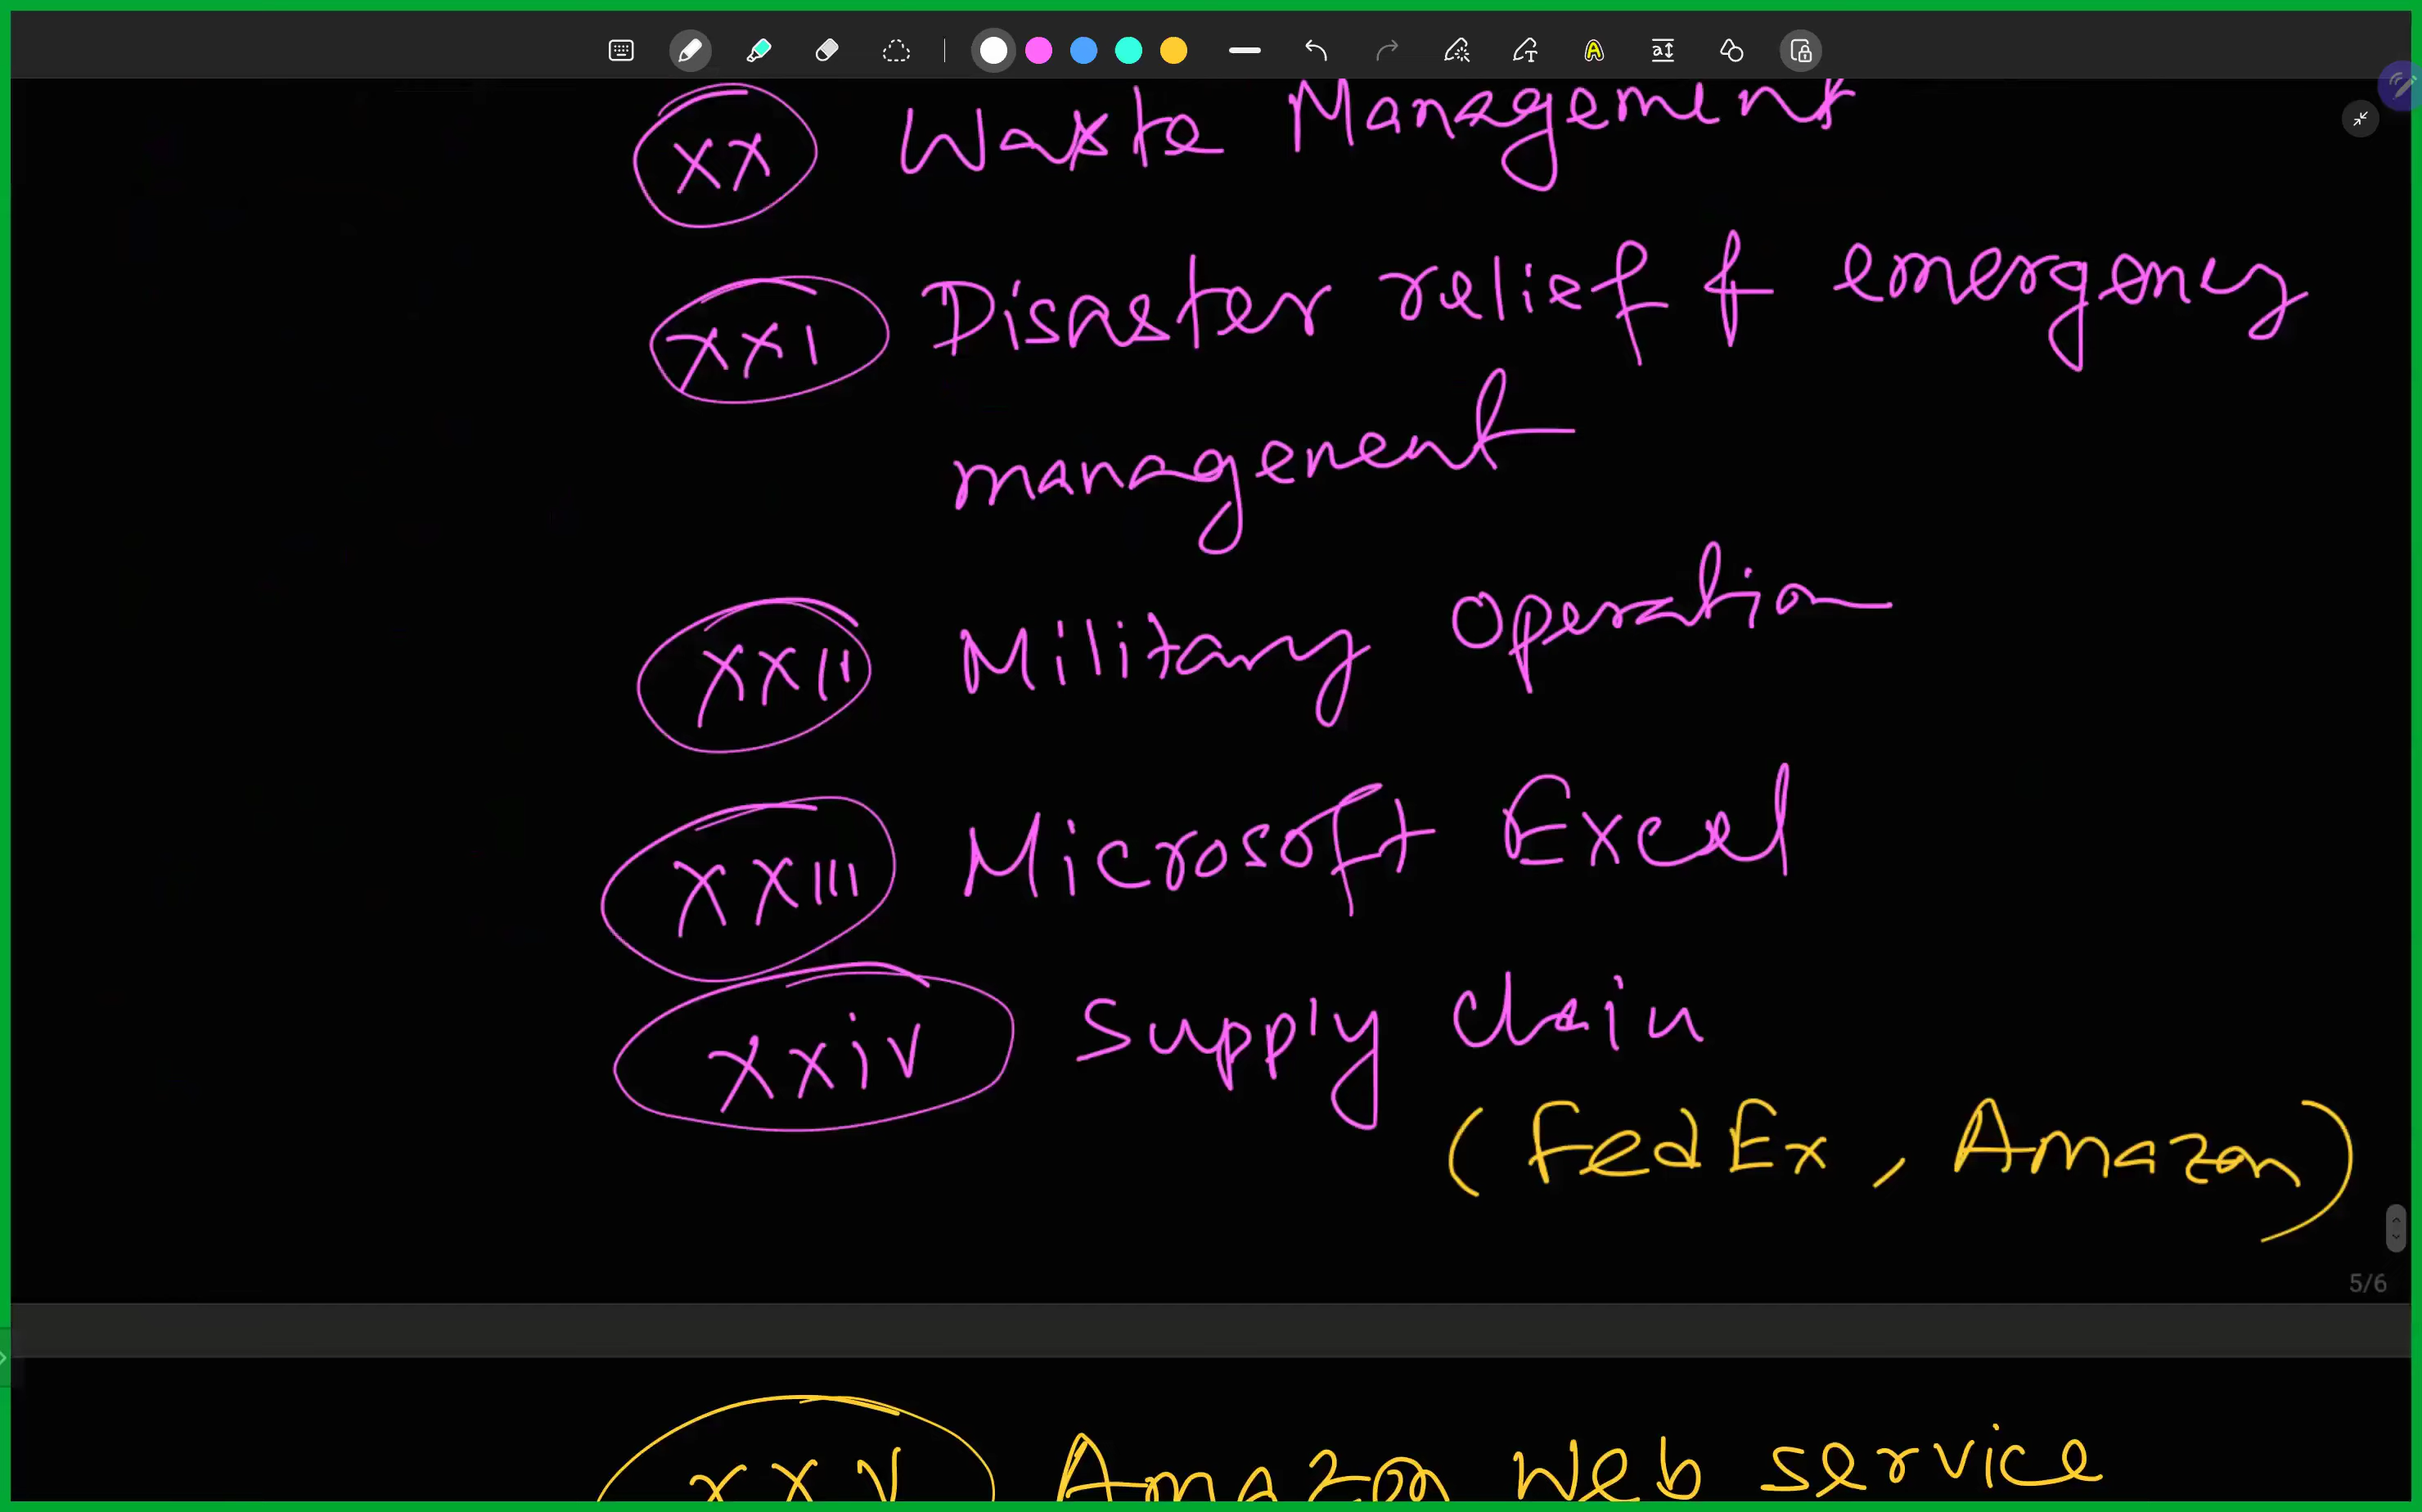 XX Waste Management
XXI Disaster relief & emergency
management
XXII Military Operation
XXIII Microsoft Excel
XXiV Supply chain
(FedEx, Amazon)
5/6
XXV Amazon Web service